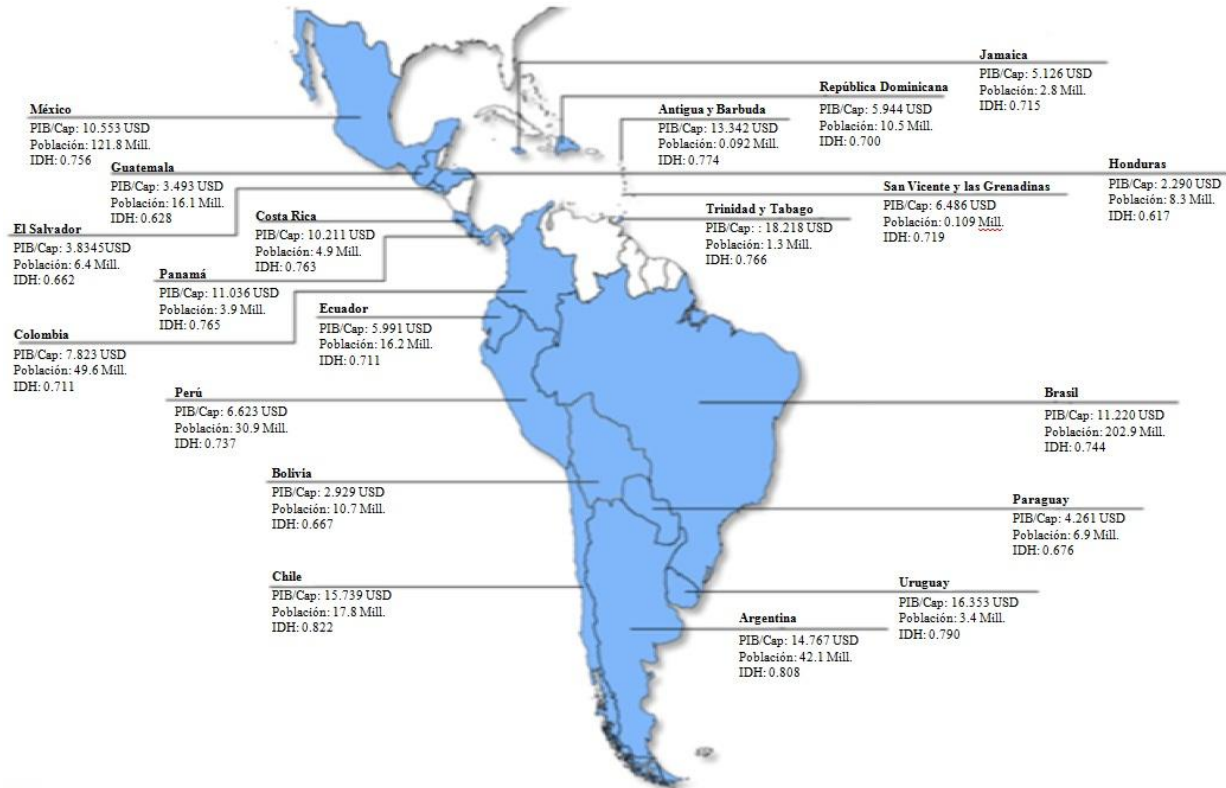 Jamaica
PIB/Cap: 5.126 USD
Población: 2.8 Mill.
IDH: 0.715
República Dominicana
PIB/Cap: 5.944 USD
Población: 10.5 Mill.
IDH: 0.700
Antigua y Barbuda
PIB/Cap: 13.342 USD
Población: 0.092 Mill.
IDH: 0.774
México
PIB/Cap: 10.553 USD
Población: 121.8 Mill.
IDH: 0.756
Guatemala
PIB/Cap: 3.493 USD
Población: 16.1 Mill.
IDH: 0.628
Honduras
PIB/Cap: 2.290 USD
Población: 8.3 Mill.
IDH: 0.617
San Vicente y las Grenadinas
PIB/Cap: 6.486 USD
Población: 0.109 Mill.
IDH: 0.719
Trinidad y Tabago
PIB/Cap: : 18.218 USD
Población: 1.3 Mill.
IDH: 0.766
El Salvador
PIB/Cap: 3.8345USD
Población: 6.4 Mill.
IDH: 0.662
Costa Rica
PIB/Cap: 10.211 USD
Población: 4.9 Mill.
IDH: 0.763
Panamá
PIB/Cap: 11.036 USD
Población: 3.9 Mill.
IDH: 0.765
Ecuador
PIB/Cap: 5.991 USD
Población: 16.2 Mill.
IDH: 0.711
Colombia
PIB/Cap: 7.823 USD
Población: 49.6 Mill.
IDH: 0.711
Perú
PIB/Cap: 6.623 USD
Población: 30.9 Mill.
IDH: 0.737
Brasil
PIB/Cap: 11.220 USD
Población: 202.9 Mill.
IDH: 0.744
Bolivia
PIB/Cap: 2.929 USD
Población: 10.7 Mill.
IDH: 0.667
Paraguay
PIB/Cap: 4.261 USD
Población: 6.9 Mill.
IDH: 0.676
Chile
PIB/Cap: 15.739 USD
Población: 17.8 Mill.
IDH: 0.822
Uruguay
PIB/Cap: 16.353 USD
Población: 3.4 Mill.
IDH: 0.790
Argentina
PIB/Cap: 14.767 USD
Población: 42.1 Mill.
IDH: 0.808